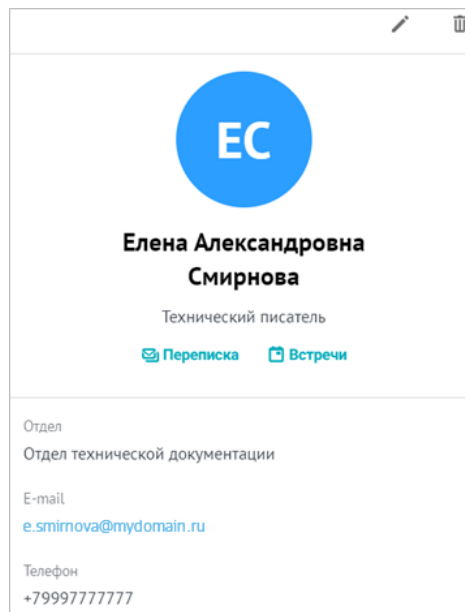 ЕС
Елена Александровна
Смирнова
Технический писатель
Переписка Встречи
Отдел
Отдел технической документации
E-mail
e.smirnova@mydomain.ru
Телефон
+79997777777